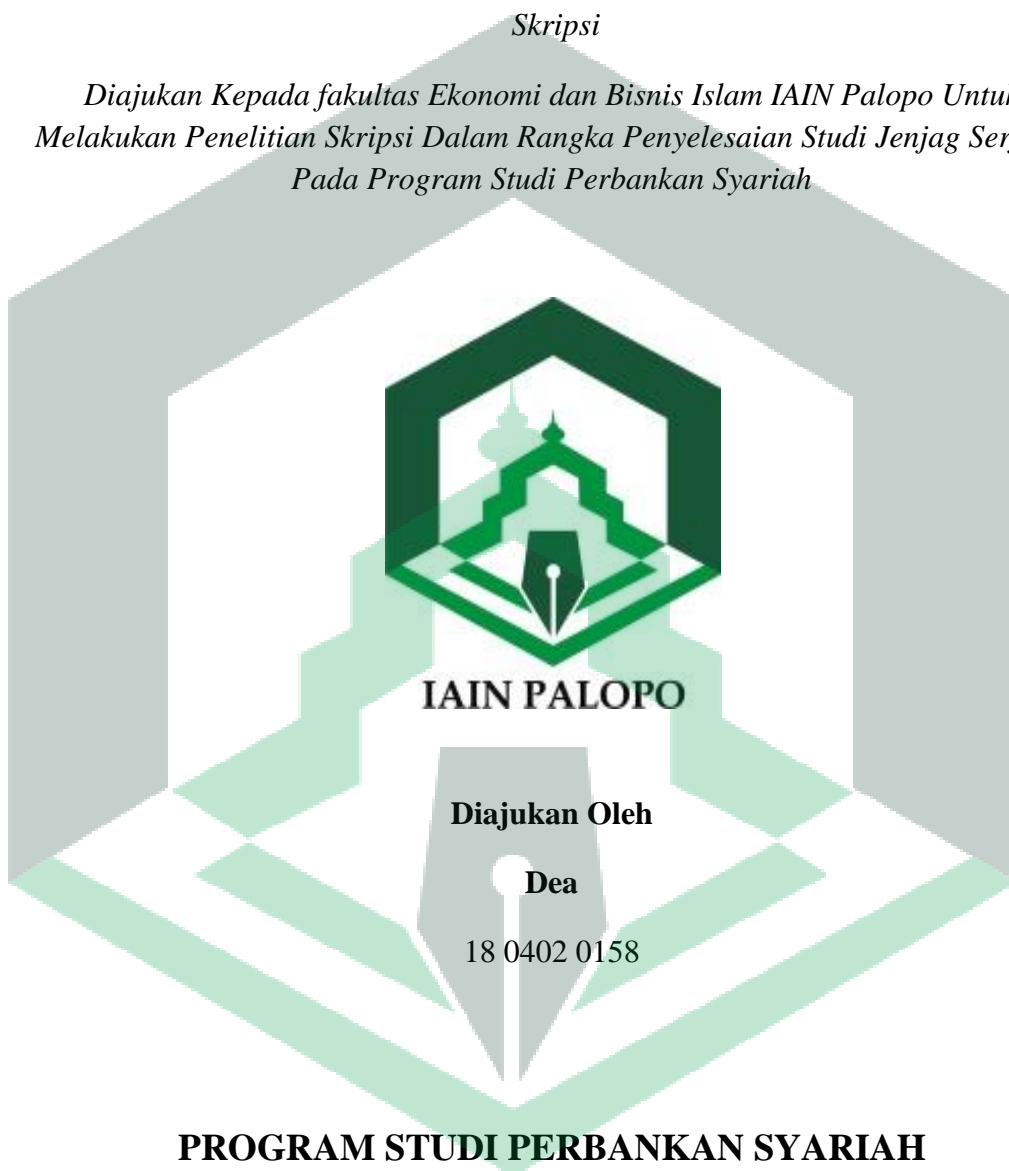 Skripsi
Diajukan Kepada fakultas Ekonomi dan Bisnis Islam IAIN Palopo
Melakukan Penelitian Skripsi Dalam Rangka Penyelesaian Studi Jenjag
Pada Program Studi Perbankan Syariah
IAIN PALOPO
Diajukan Oleh
Dea
18 0402 0158
PROGRAM STUDI PERBANKAN SYARIAH